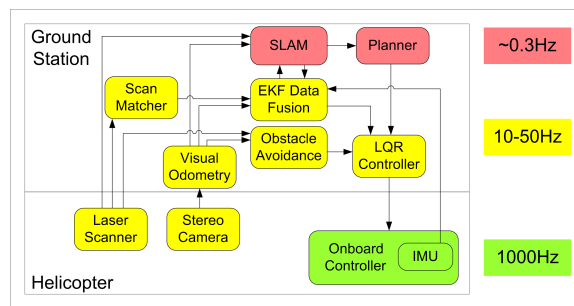 Ground
Station
SLAM
Planner
~0.3Hz
Scan
Matcher
EKF Data
Fusion
Obstacle
Avoidance
LQR
Controller
Visual
Odometry
10-50Hz
Laser
Scanner
Stereo
Camera
Onboard
Controller
IMU
1000Hz
Helicopter